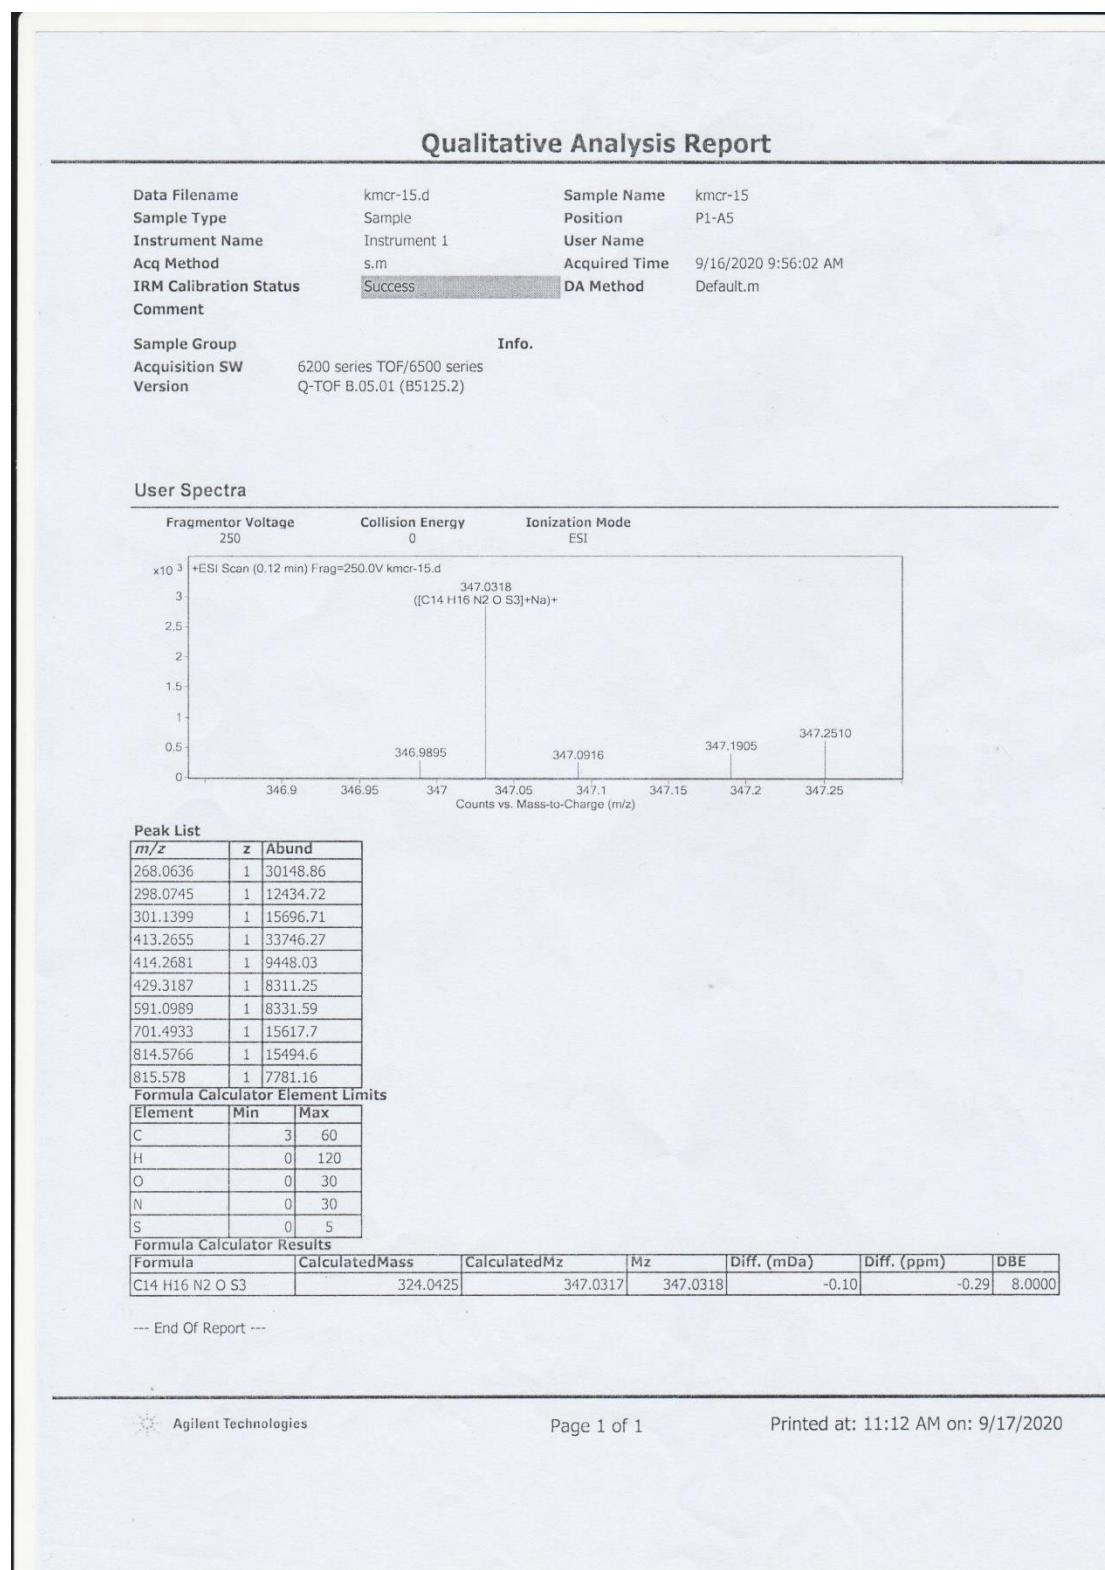 Qualitative Analysis Report
Data Filename kmcr-15.d Sample Name kmcr-15
Sample Type Sample Position P1-A5
Instrument Name Instrument 1 User Name
Acq Method s.m Acquired Time 9/16/2020 9:56:02 AM
IRM Calibration Status Success DA Method Default.m
Comment
Sample Group Info.
Acquisition SW 6200 series TOF/6500 series
Version Q-TOF B.05.01 (B5125.2)
User Spectra
Fragmentor Voltage Collision Energy Ionization Mode
250 0 ESI
x10 3 +ESI Scan (0.12 min) Frag=250.0V kmcr-15.d
347.0318
3 ([C14 H16 N2 O S3]+Na)+
2.5
2
1.5
1
347.2510
0.5 346.9895 347.0916 347.1905
0
346.9 346.95 347 347.05 347.1 347.15 347.2 347.25
Counts vs. Mass-to-Charge (m/z)
Peak List
m/z z Abund
268.0636 1 30148.86
298.0745 1 12434.72
301.1399 1 15696.71
413.2655 1 33746.27
414.2681 1 9448.03
429.3187 1 8311.25
591.0989 1 8331.59
701.4933 1 15617.7
814.5766 1 15494.6
815.578 1 7781.16
Formula Calculator Element Limits
Element Min Max
C 3 60
H 0 120
O 0 30
N 0 30
S 0 5
Formula Calculator Results
Formula CalculatedMass CalculatedMz Mz Diff. (mDa) Diff. (ppm) DBE
C14 H16 N2 O S3 324.0425 347.0317 347.0318 -0.10 -0.29 8.0000
--- End Of Report ---
Agilent Technologies Page 1 of 1 Printed at: 11:12 AM on: 9/17/2020